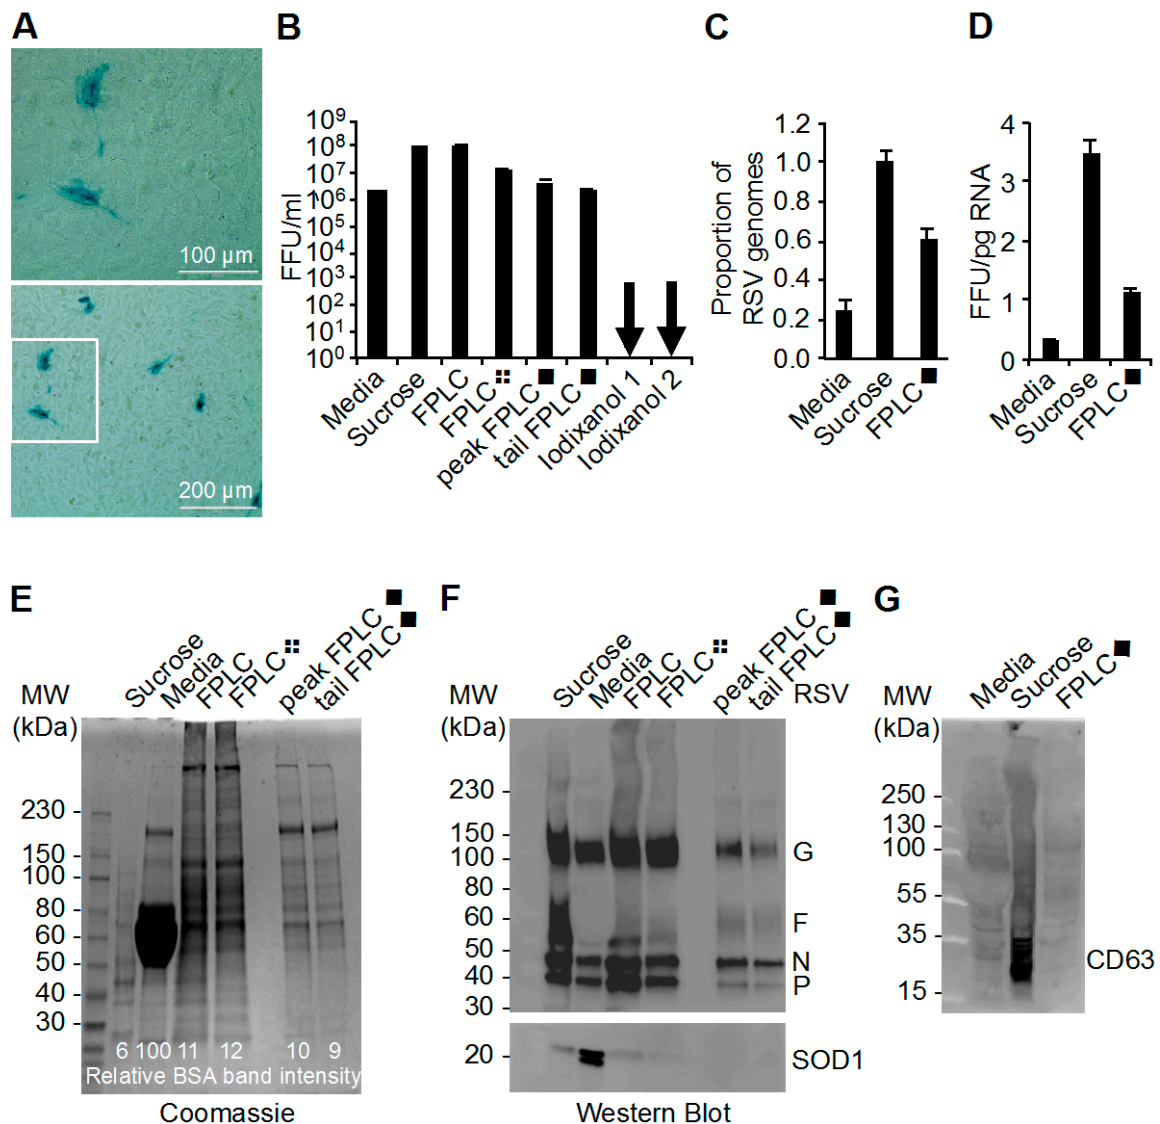 A
100 µm
200 µm
B
FFU/ml
10⁹
10⁸
10⁷
10⁶
10⁵
10⁴
10³
10²
10¹
10⁰
Media
Sucrose
FPLC
FPLC
peak FPLC
tail FPLC
Iodixanol 1
Iodixanol 2
C
Proportion of
RSV genomes
1.2
1.0
0.8
0.6
0.4
0.2
0.0
Media
Sucrose
FPLC
D
FFU/pg RNA
4
3
2
1
0
Media
Sucrose
FPLC
E
MW
(kDa)
Sucrose
Media
FPLC
FPLC
peak FPLC
tail FPLC
230
150
100
80
60
50
40
30
6 100 11 12 10 9
Relative BSA band intensity
Coomassie
F
MW
(kDa)
Sucrose
Media
FPLC
FPLC
peak FPLC
tail FPLC
RSV
230
150
100
80
60
50
40
30
G
F
N
P
20
SOD1
Western Blot
G
MW
(kDa)
Media
Sucrose
FPLC
250
130
100
55
35
15
CD63